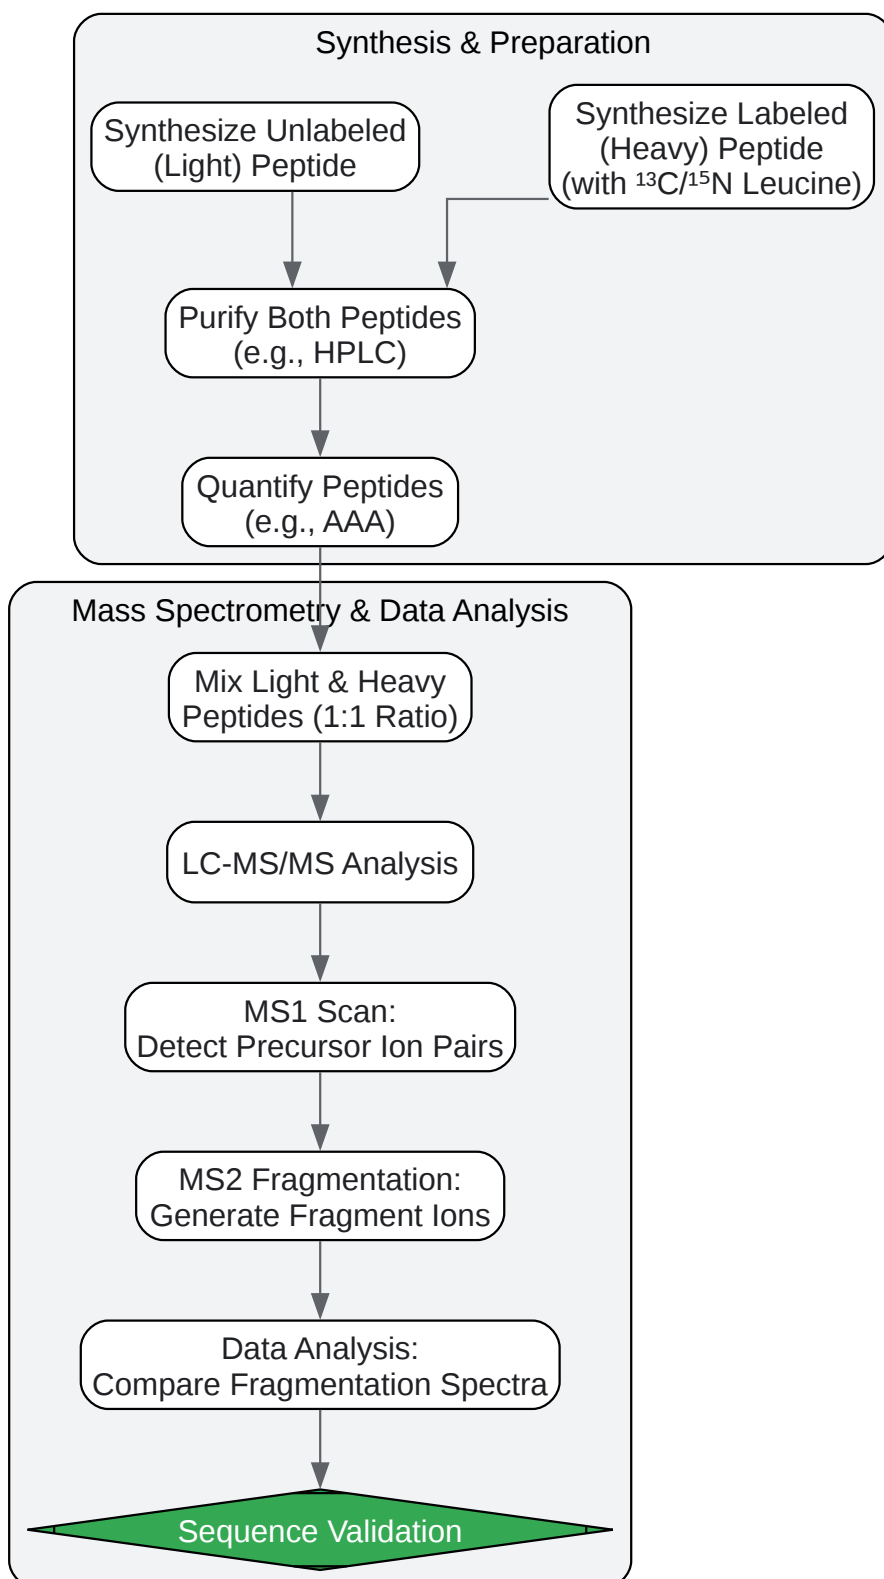 Synthesis & Preparation
Synthesize Unlabeled
(Light) Peptide
Synthesize Labeled
(Heavy) Peptide
(with ¹³C/¹⁵N Leucine)
Purify Both Peptides
(e.g., HPLC)
Quantify Peptides
(e.g., AAA)
Mass Spectrometry & Data Analysis
Mix Light & Heavy
Peptides (1:1 Ratio)
LC-MS/MS Analysis
MS1 Scan:
Detect Precursor Ion Pairs
MS2 Fragmentation:
Generate Fragment Ions
Data Analysis:
Compare Fragmentation Spectra
Sequence Validation